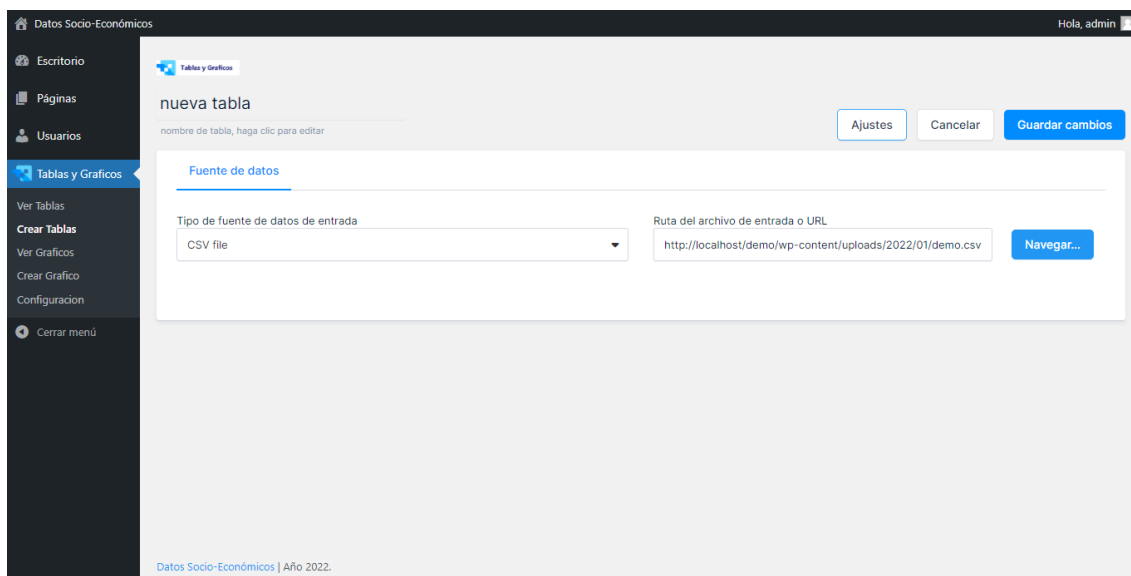 Datos Socio-Económicos
Hola, admin
Escritorio
Páginas
Usuarios
Tablas y Graficos
Ver Tablas
Crear Tablas
Ver Graficos
Crear Grafico
Configuracion
Cerrar menú
Tablas y Graficos
nueva tabla
nombre de tabla, haga clic para editar
Ajustes
Cancelar
Guardar cambios
Fuente de datos
Tipo de fuente de datos de entrada
CSV file
Ruta del archivo de entrada o URL
http://localhost/demo/wp-content/uploads/2022/01/demo.csv
Navegar...
Datos Socio-Económicos | Año 2022.